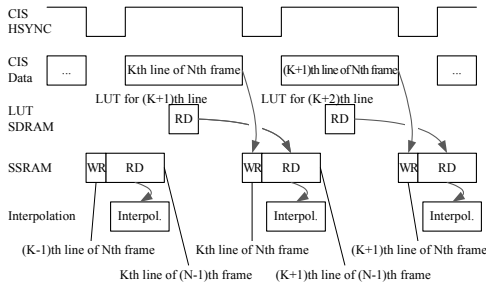 CIS
HSYNC
CIS
Data
...
Kth line of Nth frame
(K+1)th line of Nth frame
...
LUT for (K+1)th line
LUT for (K+2)th line
LUT
SDRAM
RD
RD
SSRAM
WR
RD
WR
RD
WR
RD
Interpolation
Interpol.
Interpol.
Interpol.
(K-1)th line of Nth frame
Kth line of Nth frame
(K+1)th line of Nth frame
Kth line of (N-1)th frame
(K+1)th line of (N-1)th frame